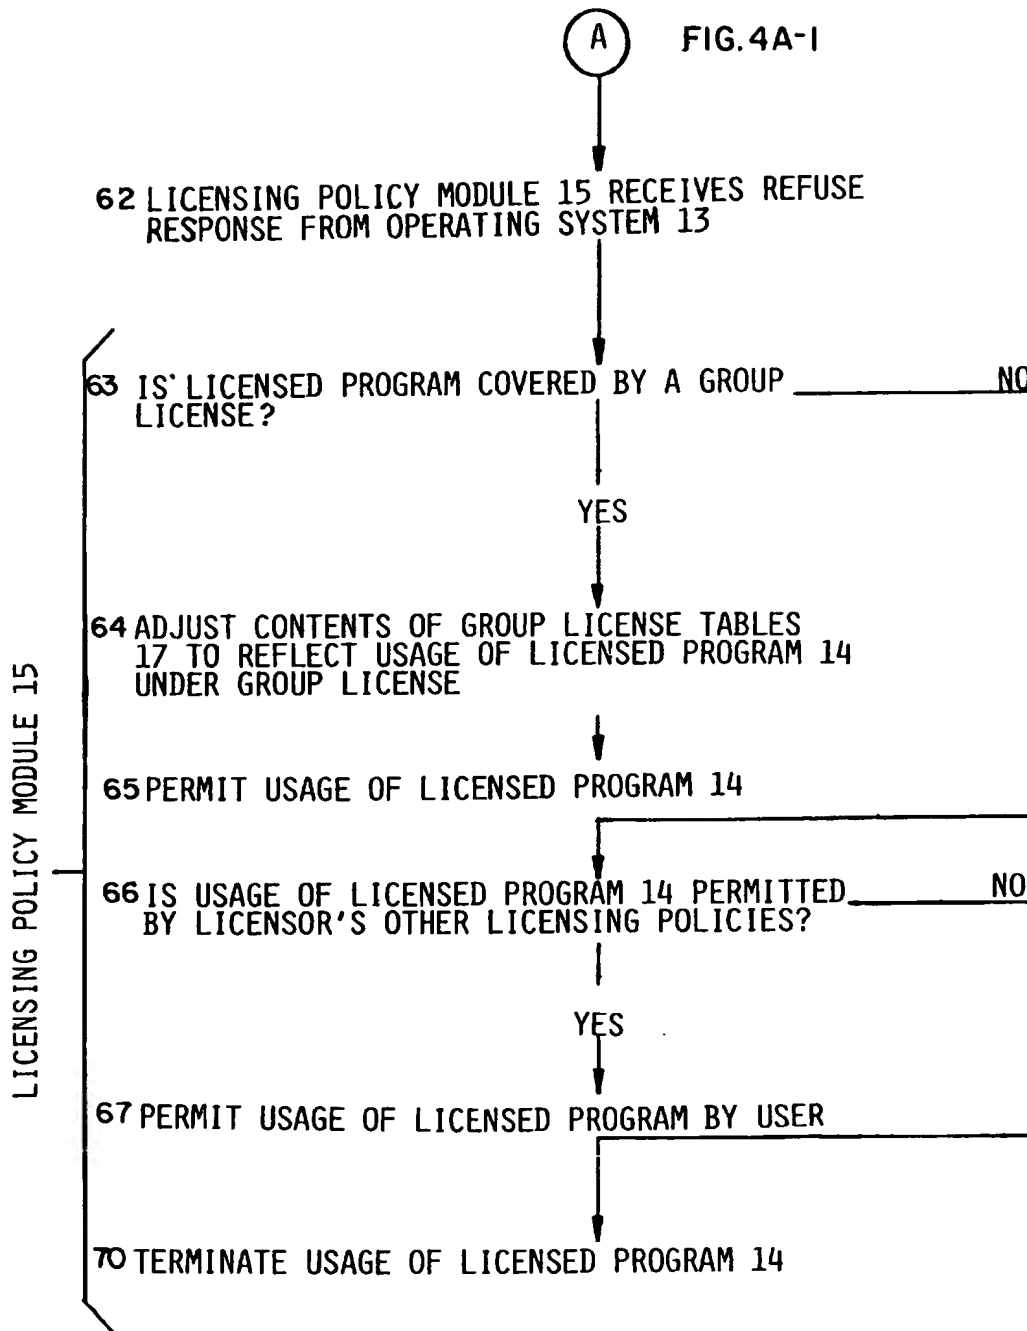 A
FIG. 4A-1
62 LICENSING POLICY MODULE 15 RECEIVES REFUSE
RESPONSE FROM OPERATING SYSTEM 13
63 IS LICENSED PROGRAM COVERED BY A GROUP NO
LICENSE?
YES
64 ADJUST CONTENTS OF GROUP LICENSE TABLES
17 TO REFLECT USAGE OF LICENSED PROGRAM 14
UNDER GROUP LICENSE
65 PERMIT USAGE OF LICENSED PROGRAM 14
66 IS USAGE OF LICENSED PROGRAM 14 PERMITTED NO
BY LICENSOR'S OTHER LICENSING POLICIES?
YES
67 PERMIT USAGE OF LICENSED PROGRAM BY USER
70 TERMINATE USAGE OF LICENSED PROGRAM 14
LICENSING POLICY MODULE 15